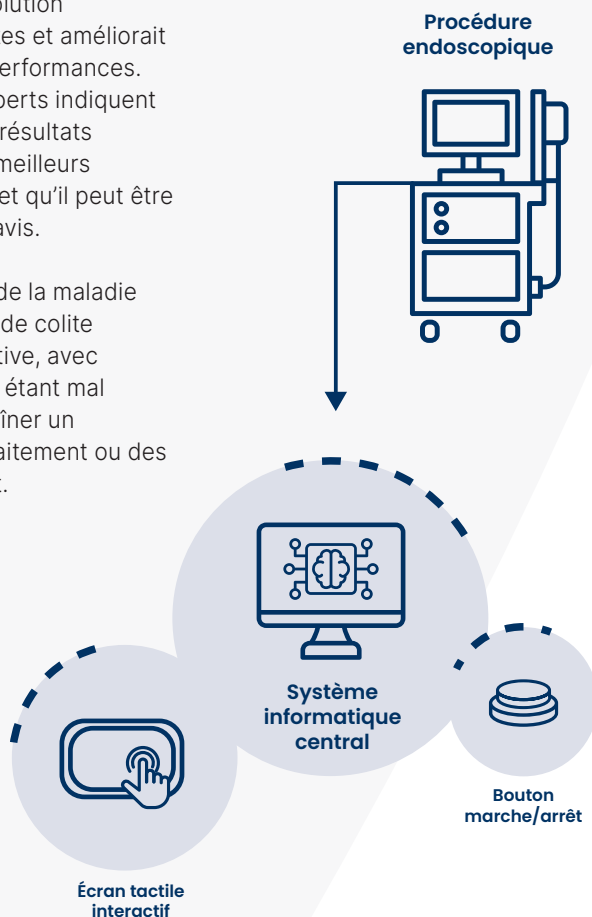 olution
es et améliorait
erformances.
perts indiquent
résultats
meilleurs
et qu'il peut être
avis.
de la maladie
de colite
tive, avec
étant mal
îner un
aitement ou des
Procédure
endoscopique
Système
informatique
central
Bouton
marche/arrêt
Écran tactile
interactif